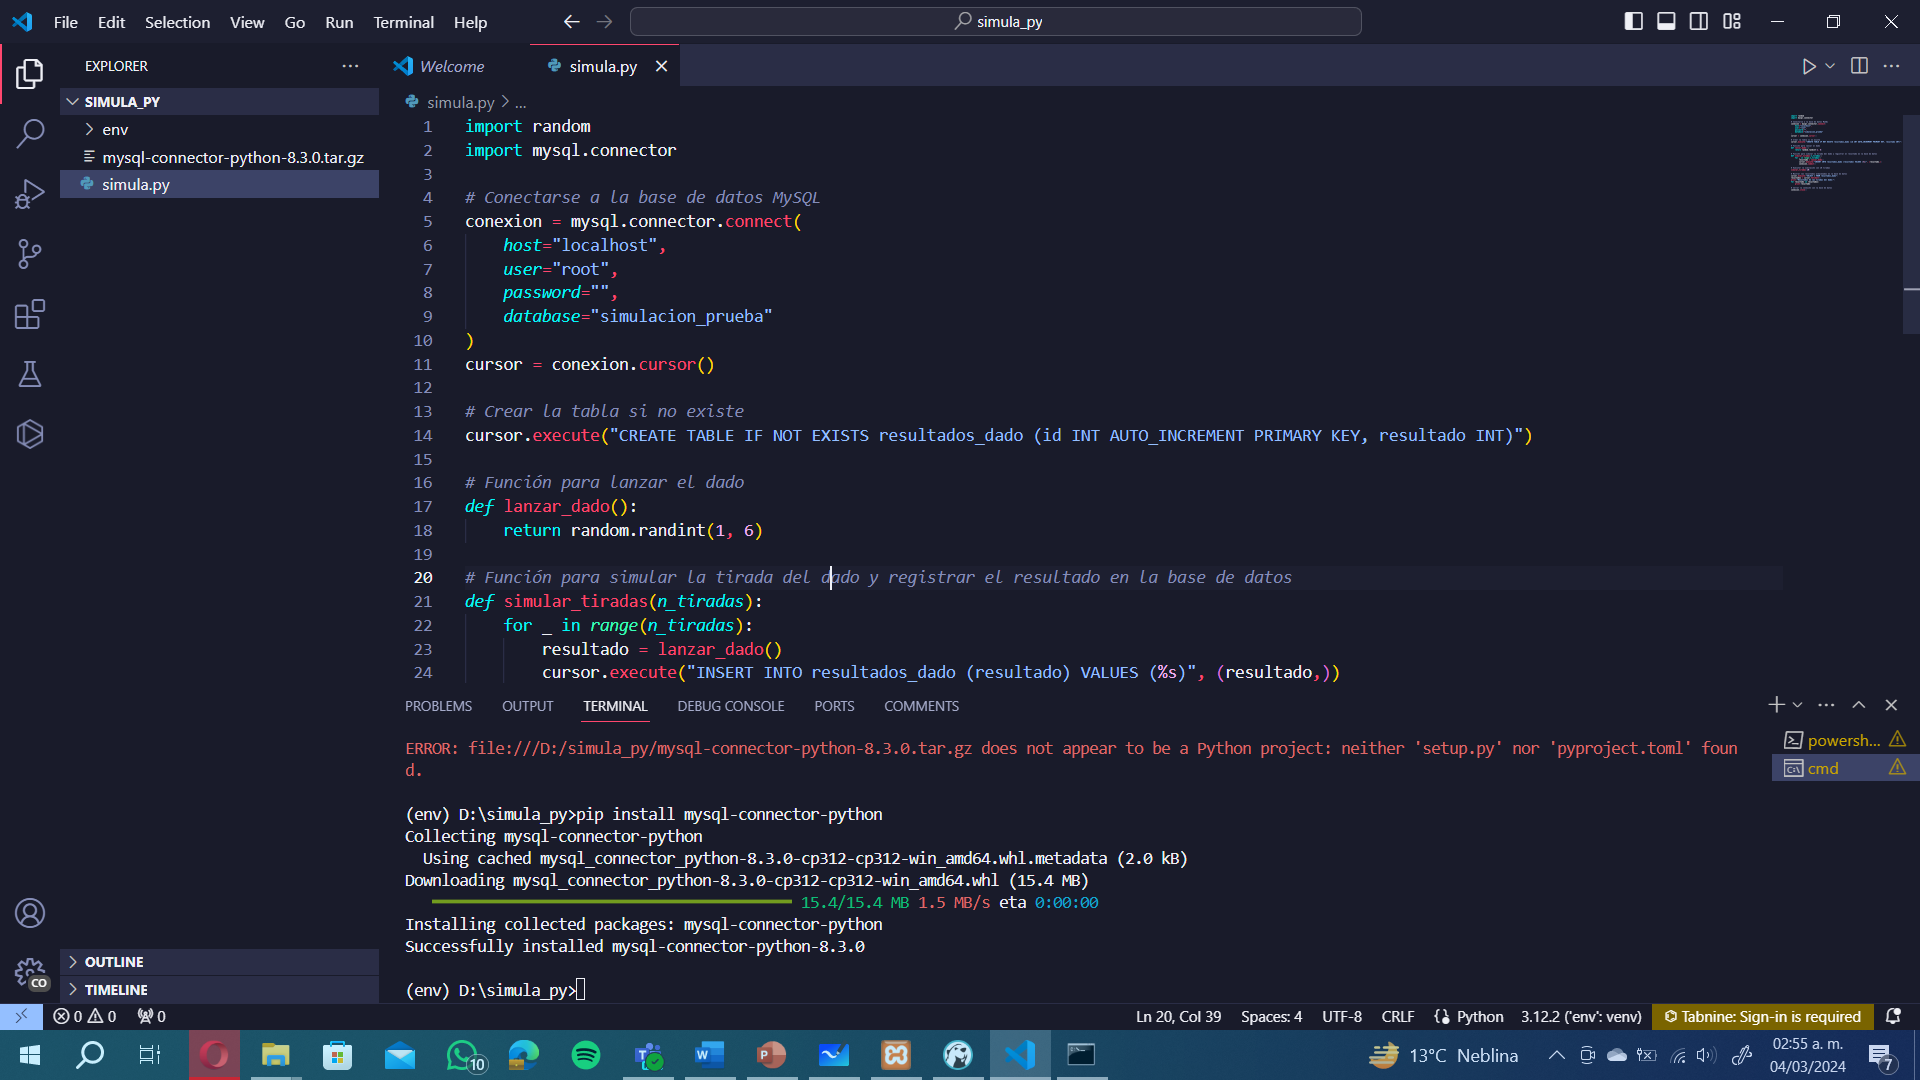 File Edit Selection View Go Run Terminal Help
simula_py
EXPLORER
Welcome
simula.py
SIMULA_PY
env
mysql-connector-python-8.3.0.tar.gz
simula.py
simula.py > ...
1 import random
2 import mysql.connector
3
4 # Conectarse a la base de datos MySQL
5 conexion = mysql.connector.connect(
6 host="localhost",
7 user="root",
8 password="",
9 database="simulacion_prueba"
10 )
11 cursor = conexion.cursor()
12
13 # Crear la tabla si no existe
14 cursor.execute("CREATE TABLE IF NOT EXISTS resultados_dado (id INT AUTO_INCREMENT PRIMARY KEY, resultado INT)")
15
16 # Función para lanzar el dado
17 def lanzar_dado():
18 return random.randint(1, 6)
19
20 # Función para simular la tirada del dado y registrar el resultado en la base de datos
21 def simular_tiradas(n_tiradas):
22 for _ in range(n_tiradas):
23 resultado = lanzar_dado()
24 cursor.execute("INSERT INTO resultados_dado (resultado) VALUES (%s)", (resultado,))
PROBLEMS OUTPUT TERMINAL DEBUG CONSOLE PORTS COMMENTS
ERROR: file:///D:/simula_py/mysql-connector-python-8.3.0.tar.gz does not appear to be a Python project: neither 'setup.py' nor 'pyproject.toml' foun
d.
(env) D:\simula_py>pip install mysql-connector-python
Collecting mysql-connector-python
Using cached mysql_connector_python-8.3.0-cp312-cp312-win_amd64.whl.metadata (2.0 kB)
Downloading mysql_connector_python-8.3.0-cp312-cp312-win_amd64.whl (15.4 MB)
15.4/15.4 MB 1.5 MB/s eta 0:00:00
Installing collected packages: mysql-connector-python
Successfully installed mysql-connector-python-8.3.0
(env) D:\simula_py>
powersh...
cmd
CO
OUTLINE
TIMELINE
0 0 0
Ln 20, Col 39 Spaces: 4 UTF-8 CRLF Python 3.12.2 ('env': venv) Tabnine: Sign-in is required
10
13°C Neblina
02:55 a. m.
04/03/2024
7